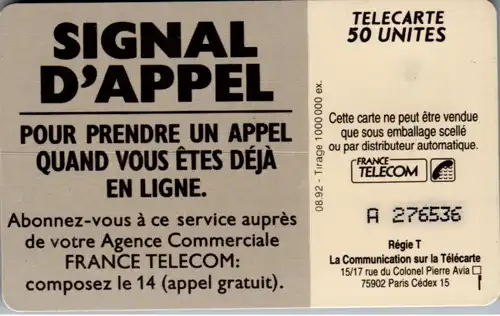 SIGNAL
D'APPEL
POUR PRENDRE UN APPEL
QUAND VOUS ÊTES DÉJÀ
EN LIGNE.
Abonnez-vous à ce service auprès
de votre Agence Commerciale
FRANCE TELECOM:
composez le 14 (appel gratuit).
08.92 - Tirage 1 000 000 ex.
TELECARTE
50 UNITES
Cette carte ne peut être vendue
que sous emballage scellé
ou par distributeur automatique.
FRANCE
TELECOM
A 276536
Régie T
La Communication sur la Télécarte
15/17 rue du Colonel Pierre Avia
75902 Paris Cédex 15